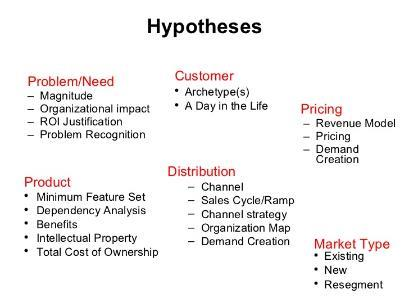 Hypotheses
Problem/Need
– Magnitude
– Organizational impact
– ROI Justification
– Problem Recognition
Customer
• Archetype(s)
• A Day in the Life
Pricing
– Revenue Model
– Pricing
– Demand
Creation
Product
• Minimum Feature Set
• Dependency Analysis
• Benefits
• Intellectual Property
• Total Cost of Ownership
Distribution
– Channel
– Sales Cycle/Ramp
– Channel strategy
– Organization Map
– Demand Creation
Market Type
• Existing
• New
• Resegment